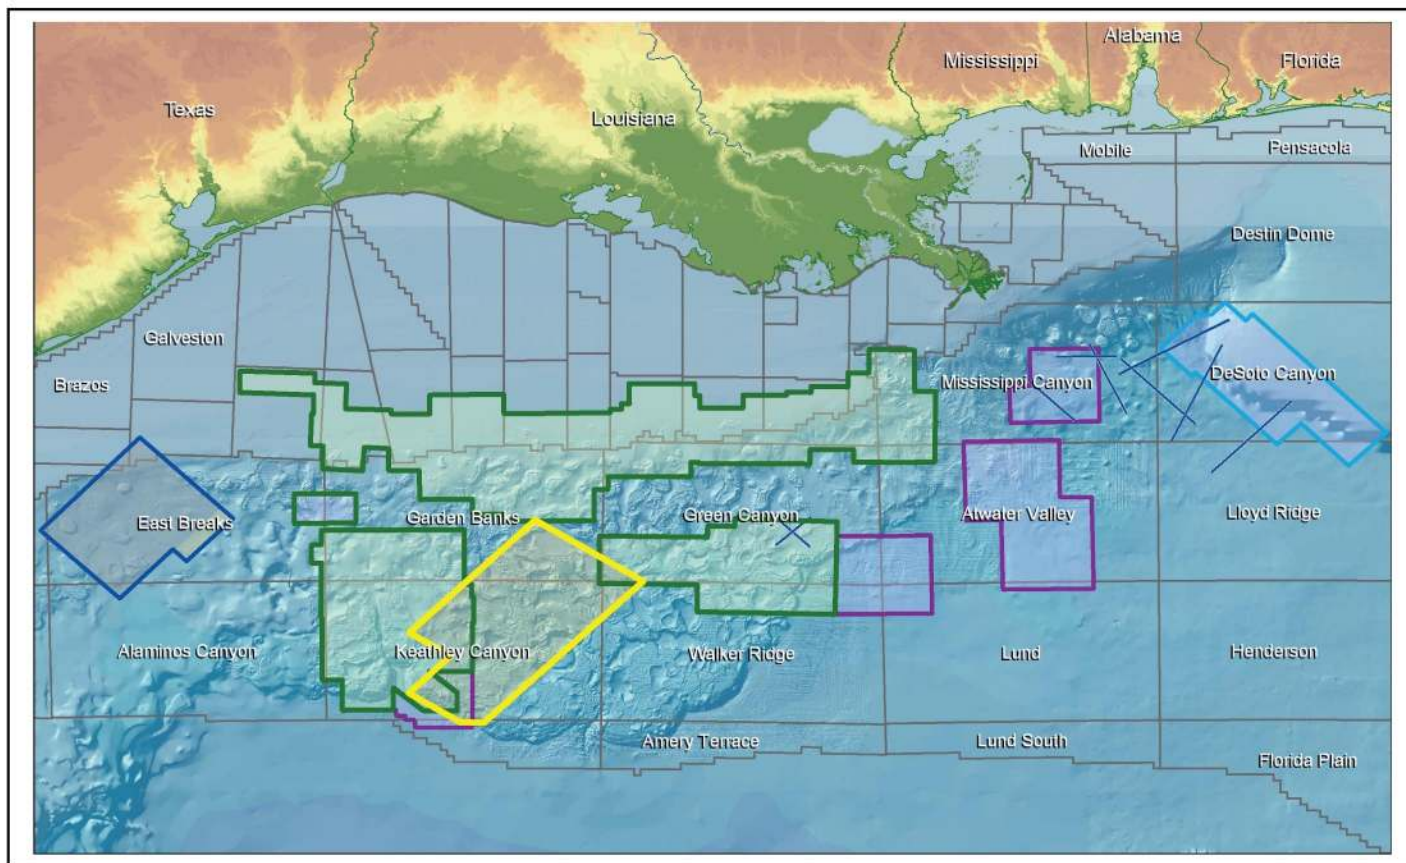 Alabama
Mississippi
Florida
Texas
Louisiana
Mobile
Pensacola
Destin Dome
Galveston
Brazos
Mississippi Canyon
DeSoto Canyon
East Breaks
Garden Banks
Green Canyon
Atwater Valley
Lloyd Ridge
Alaminos Canyon
Keathley Canyon
Walker Ridge
Lund
Henderson
Amery Terrace
Lund South
Florida Plain